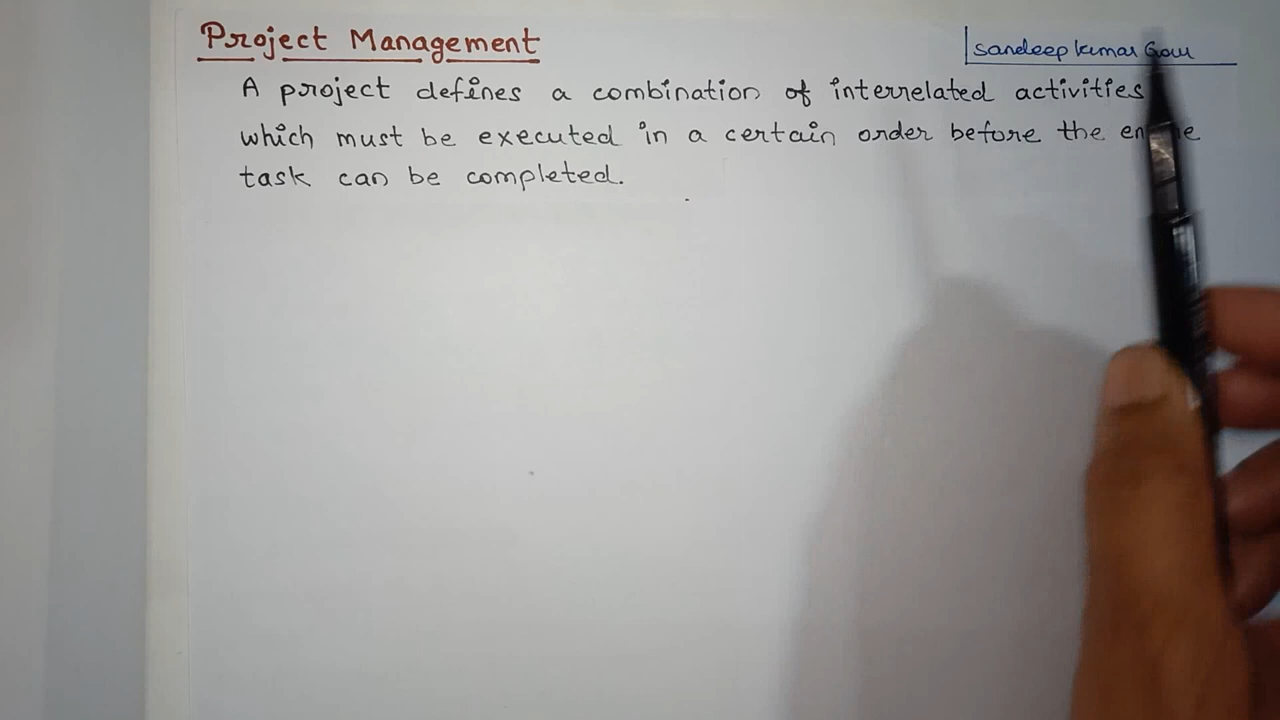 Project Management
sandeep kumar Gour
A project defines a combination of interrelated activities
which must be executed in a certain order before the
task can be completed.